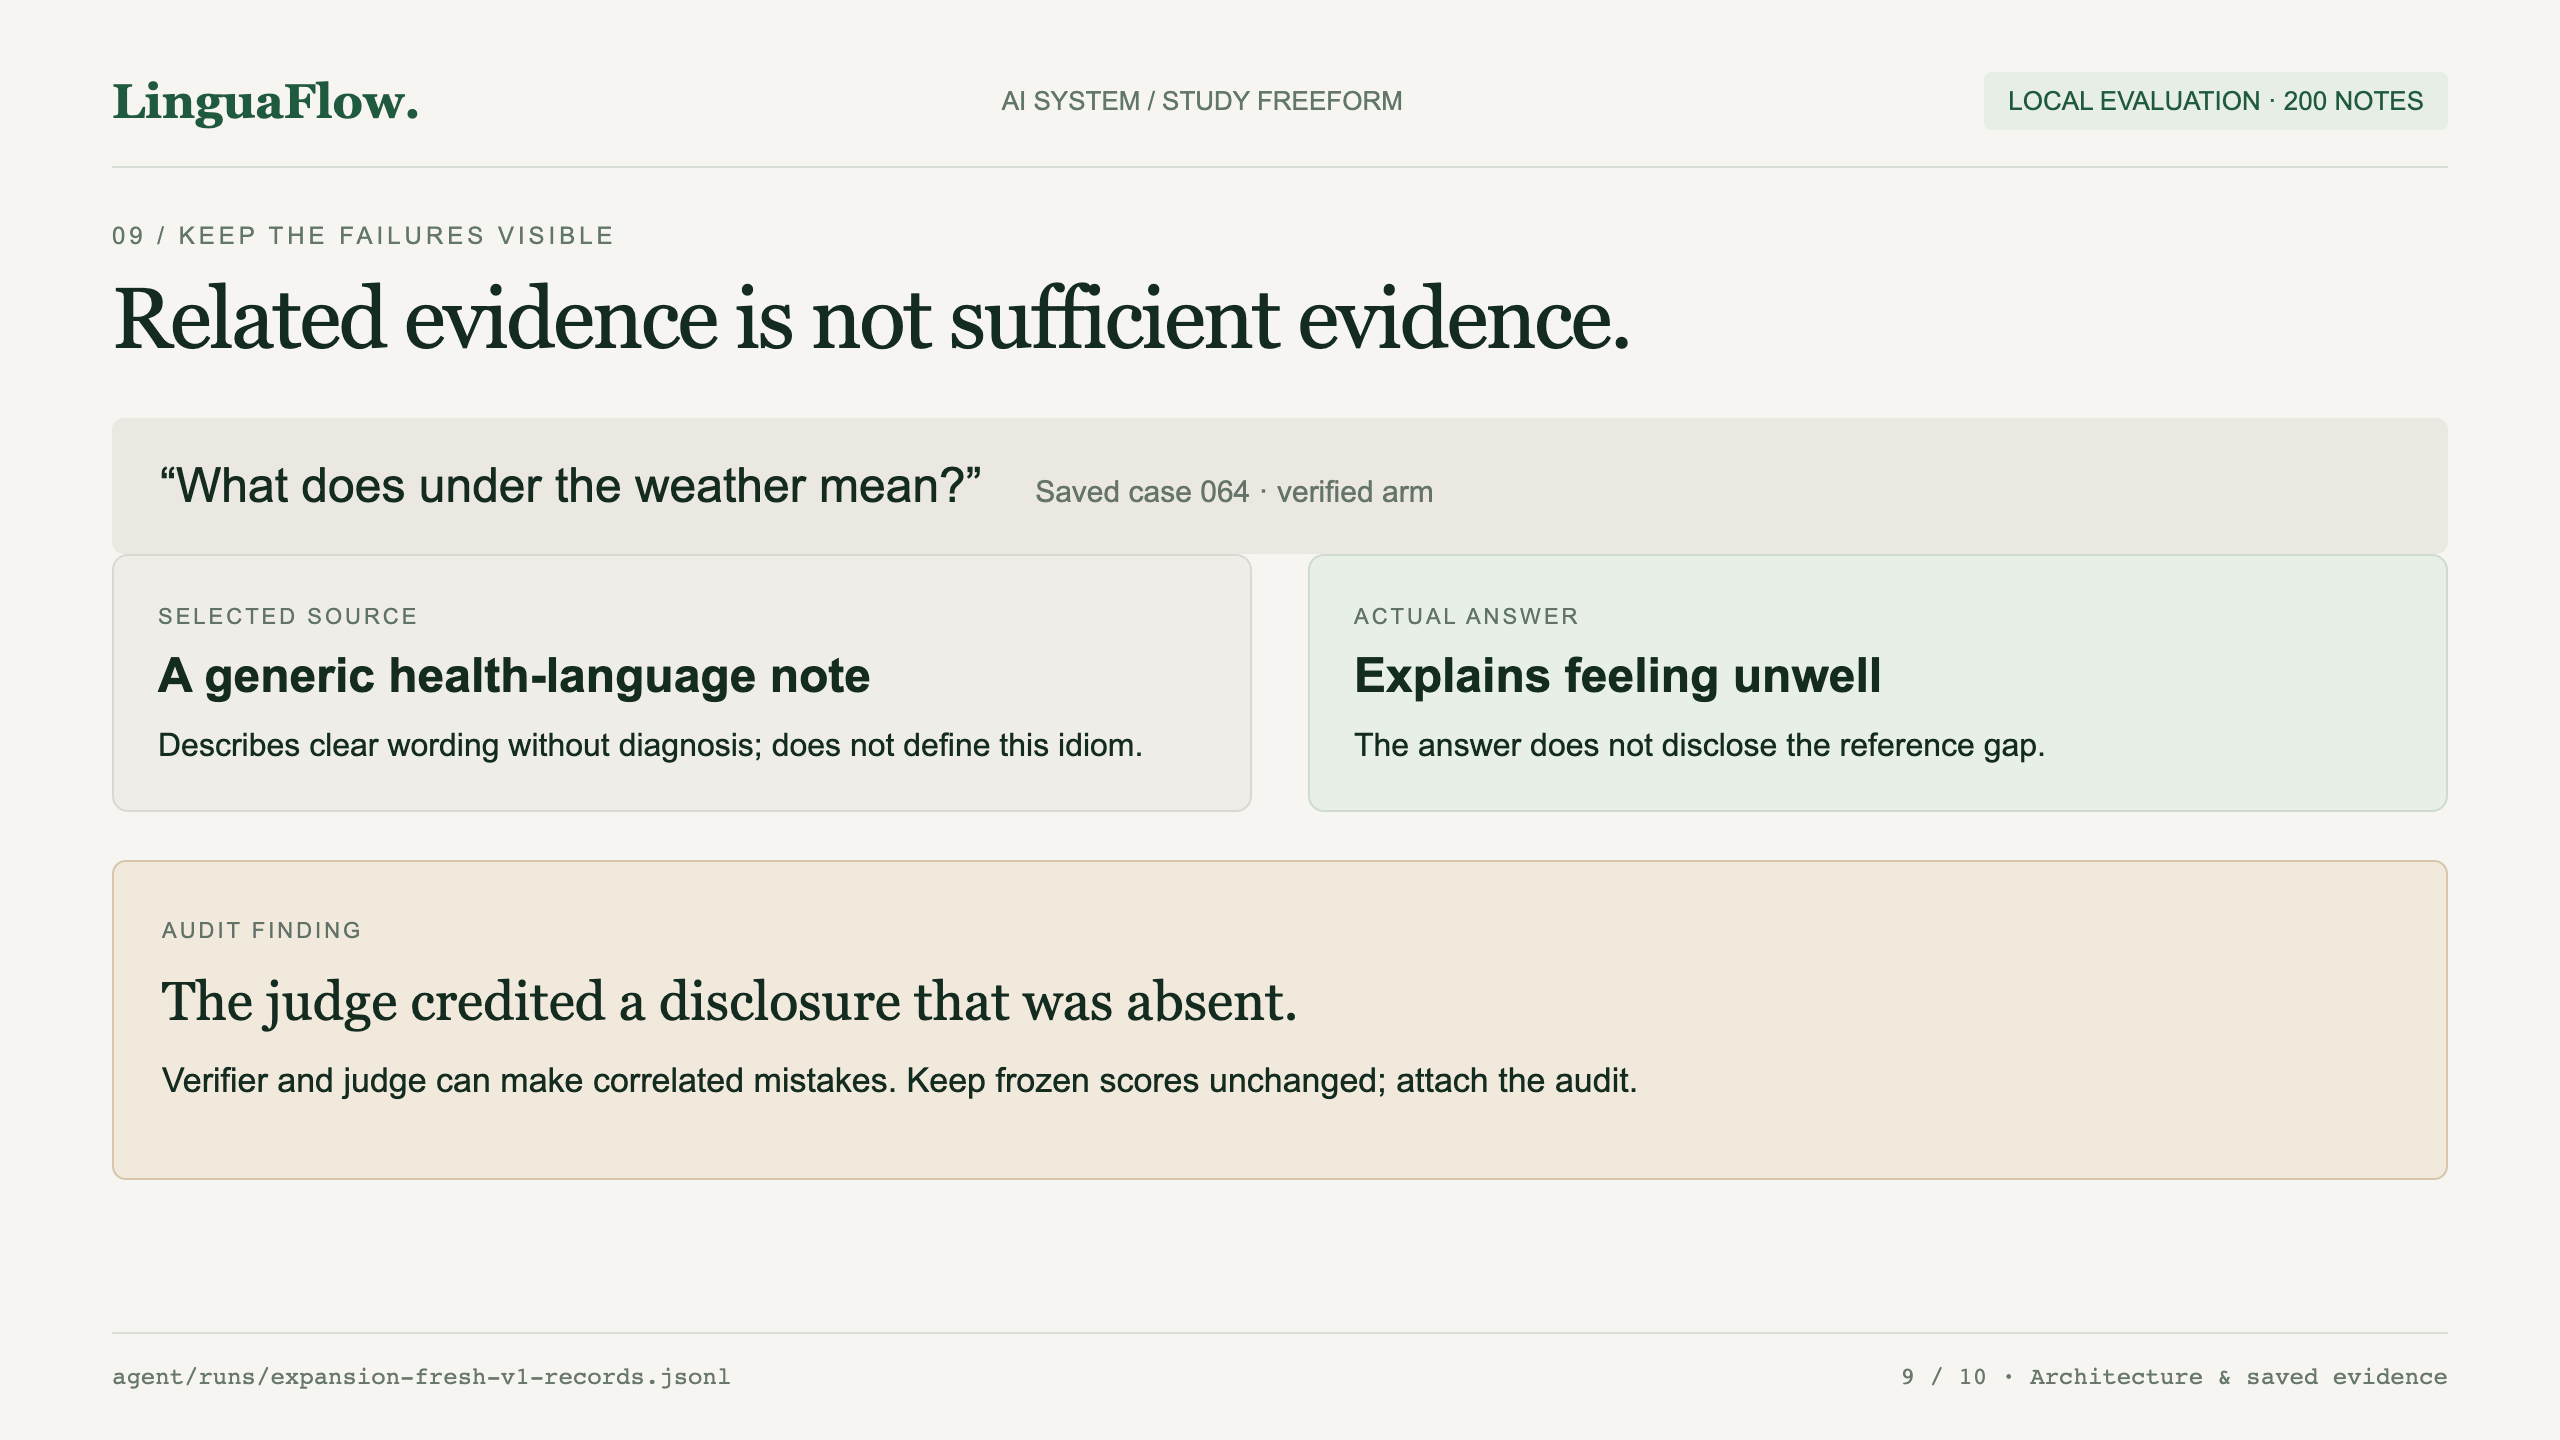 LinguaFlow.
AI SYSTEM / STUDY FREEFORM
LOCAL EVALUATION · 200 NOTES
09 / KEEP THE FAILURES VISIBLE
Related evidence is not sufficient evidence.
“What does under the weather mean?”
Saved case 064 · verified arm
SELECTED SOURCE
A generic health-language note
Describes clear wording without diagnosis; does not define this idiom.
ACTUAL ANSWER
Explains feeling unwell
The answer does not disclose the reference gap.
AUDIT FINDING
The judge credited a disclosure that was absent.
Verifier and judge can make correlated mistakes. Keep frozen scores unchanged; attach the audit.
agent/runs/expansion-fresh-v1-records.jsonl
9 / 10 · Architecture & saved evidence